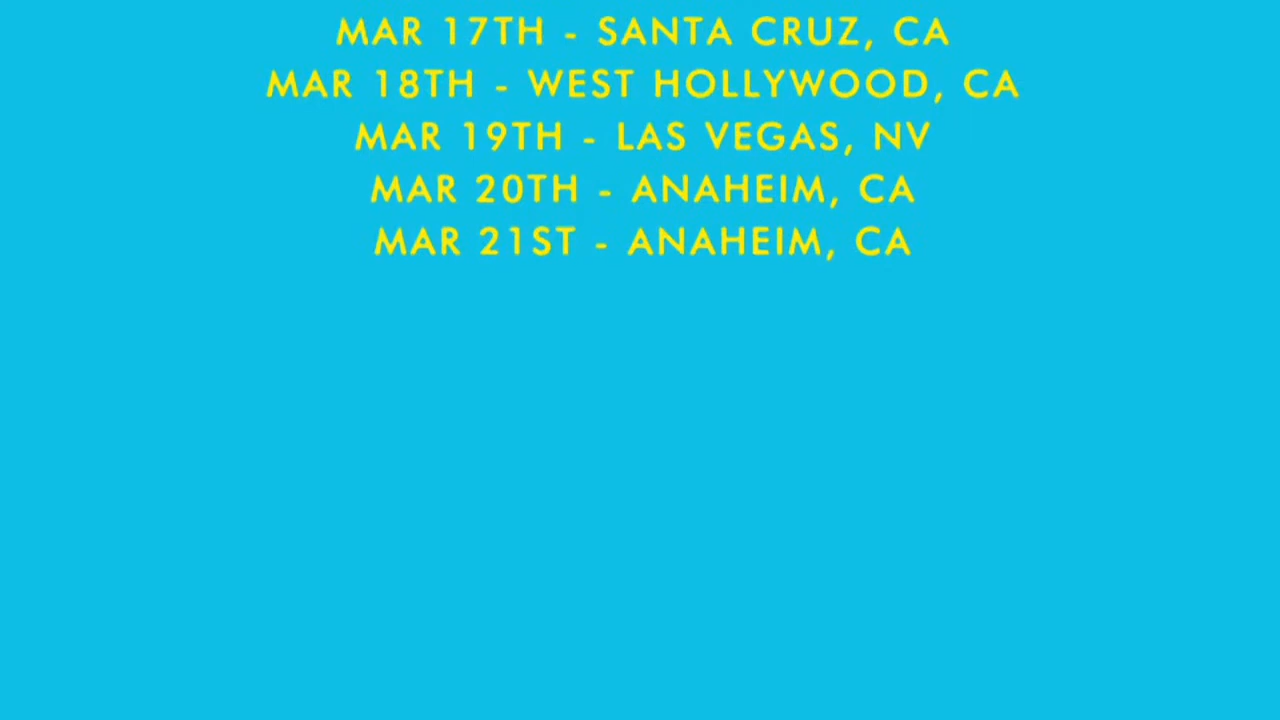 MAR 17TH - SANTA CRUZ, CA
MAR 18TH - WEST HOLLYWOOD, CA
MAR 19TH - LAS VEGAS, NV
MAR 20TH - ANAHEIM, CA
MAR 21ST - ANAHEIM, CA